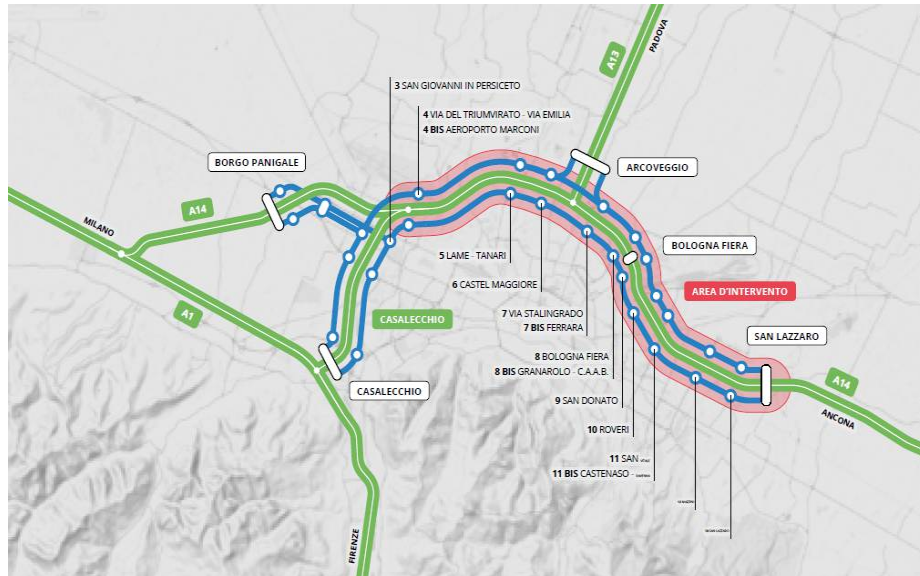 PADOVA
A13
3 SAN GIOVANNI IN PERSICETO
4 VIA DEL TRIUMVIRATO - VIA EMILIA
4 BIS AEROPORTO MARCONI
BORGO PANIGALE
ARCOVEGGIO
A14
MILANO
BOLOGNA FIERA
5 LAME - TANARI
6 CASTEL MAGGIORE
AREA D'INTERVENTO
A1
CASALECCHIO
7 VIA STALINGRADO
7 BIS FERRARA
SAN LAZZARO
8 BOLOGNA FIERA
8 BIS GRANAROLO - C.A.A.B.
A14
CASALECCHIO
9 SAN DONATO
ANCONA
10 ROVERI
11 SAN
11 BIS CASTENASO -
FIRENZE